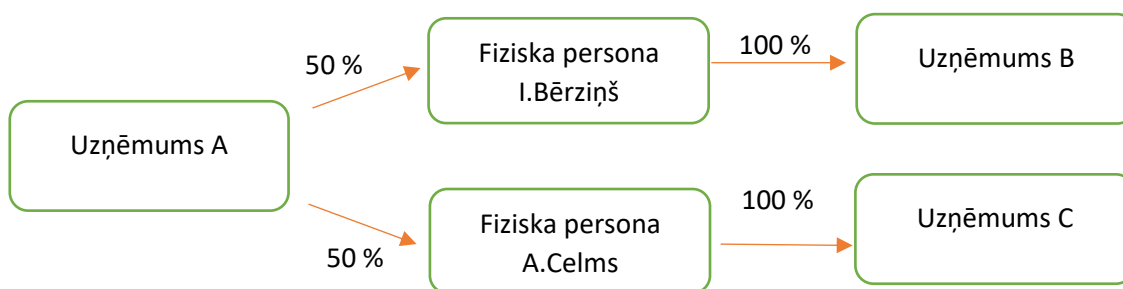 50 %
Fiziska persona
I.Bērziņš
100 %
Uzņēmums B
Uzņēmums A
50 %
Fiziska persona
A.Celms
100 %
Uzņēmums C